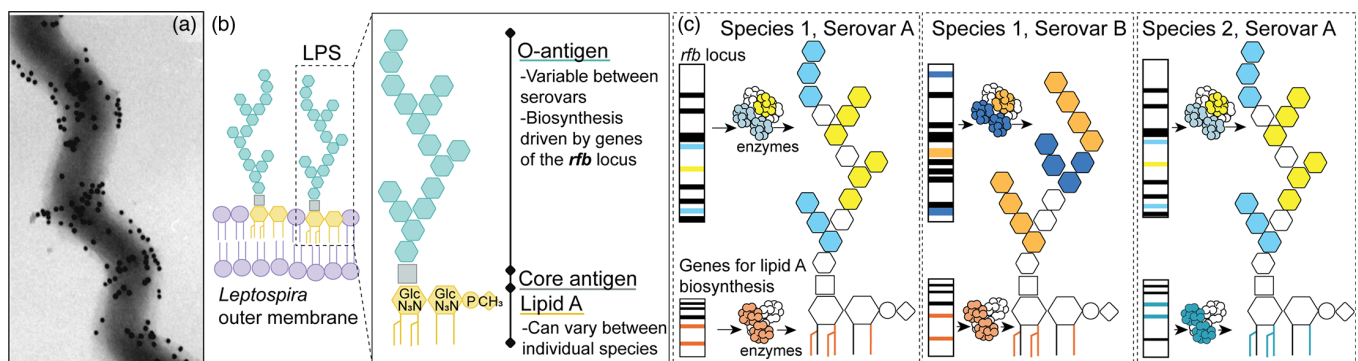 (a)
(b)
LPS
Leptospira
outer membrane
O-antigen
-Variable between
serovars
-Biosynthesis
driven by genes
of the rfb locus
Core antigen
Lipid A
-Can vary between
individual species
Glc
N₃N
Glc
N₃N
P
CH₃
(c)
Species 1, Serovar A
rfb locus
enzymes
Genes for lipid A
biosynthesis
enzymes
Species 1, Serovar B
Species 2, Serovar A